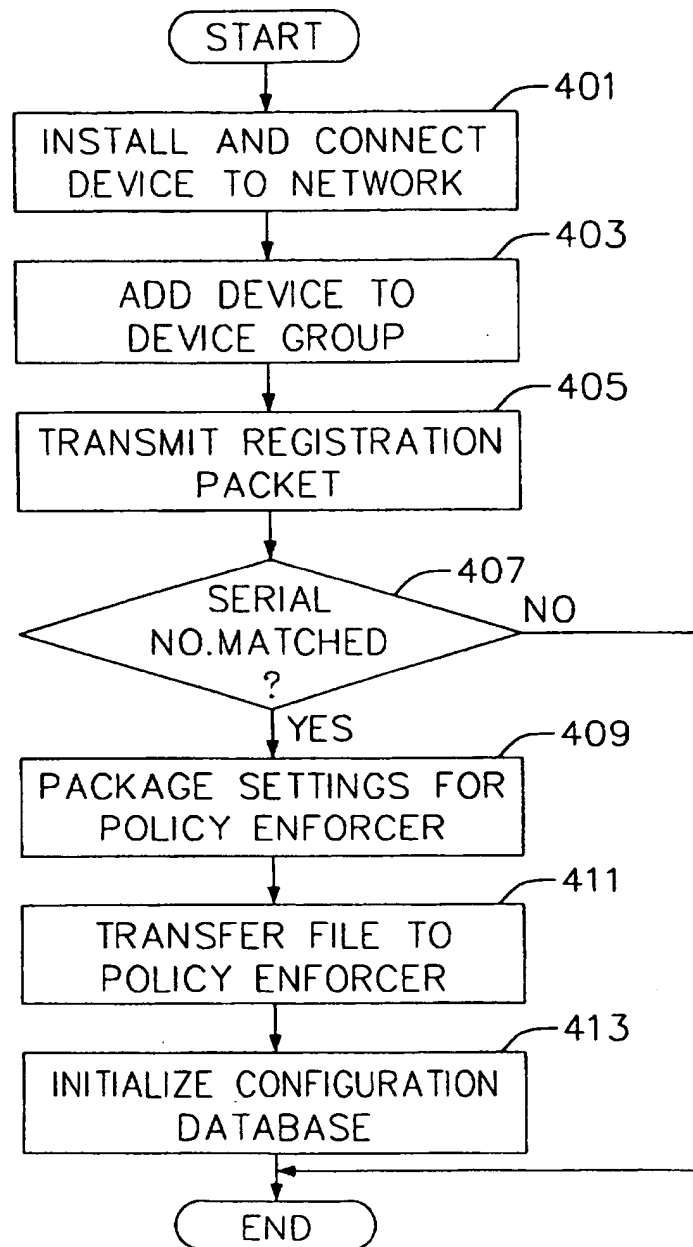 START
401
INSTALL AND CONNECT
DEVICE TO NETWORK
403
ADD DEVICE TO
DEVICE GROUP
405
TRANSMIT REGISTRATION
PACKET
407
SERIAL
NO.MATCHED
?
NO
YES
409
PACKAGE SETTINGS FOR
POLICY ENFORCER
411
TRANSFER FILE TO
POLICY ENFORCER
413
INITIALIZE CONFIGURATION
DATABASE
END